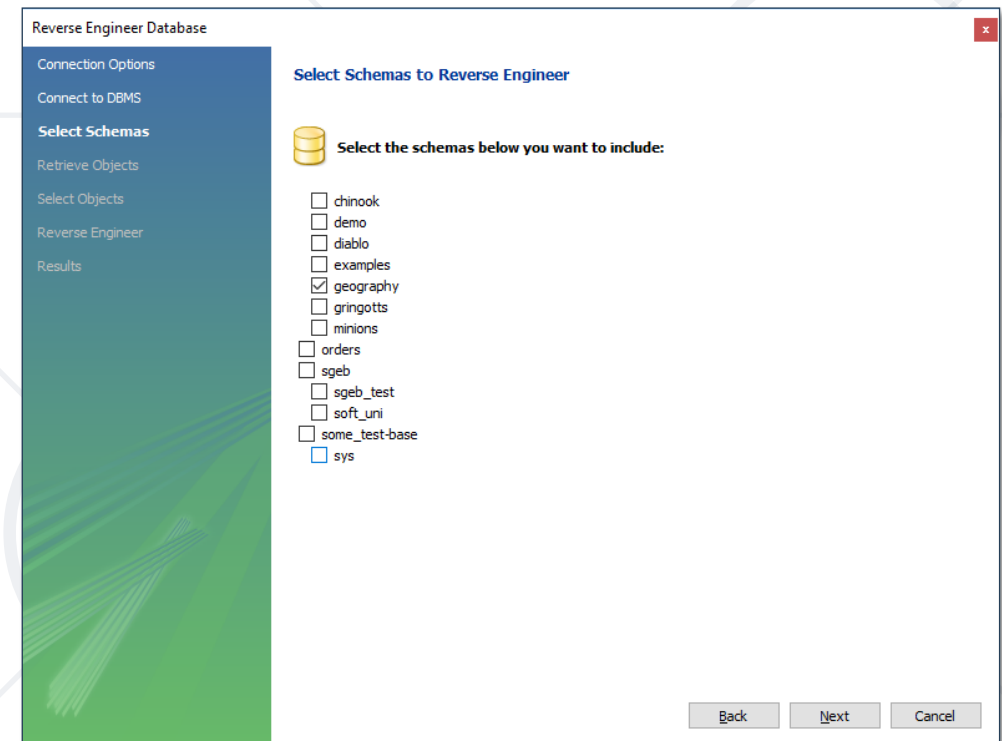 Reverse Engineer Database
x
Connection Options
Connect to DBMS
Select Schemas
Retrieve Objects
Select Objects
Reverse Engineer
Results
Select Schemas to Reverse Engineer
Select the schemas below you want to include:
chinook
demo
diablo
examples
geography
gringotts
minions
orders
sgeb
sgeb_test
soft_uni
some_test-base
sys
Back
Next
Cancel